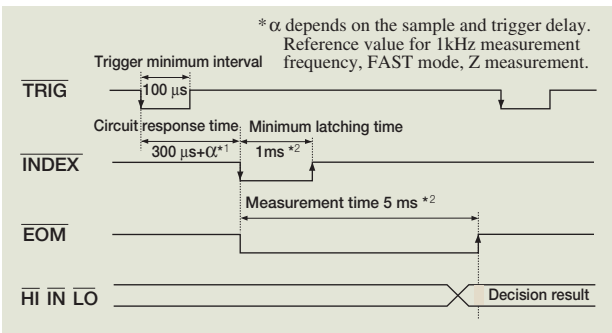 *α depends on the sample and trigger delay.
Reference value for 1kHz measurement
frequency, FAST mode, Z measurement.
Trigger minimum interval
TRIG
100 µs
Circuit response time
Minimum latching time
300 µs+α*1
1ms *2
INDEX
Measurement time 5 ms *2
EOM
HI IN LO
Decision result